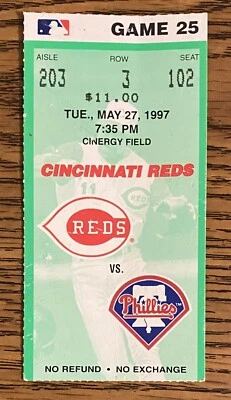 GAME 25
AISLE ROW SEAT
203 3 102
$11.00
TUE., MAY 27, 1997
7:35 PM
CINERGY FIELD
CINCINNATI REDS
11
REDS
VS.
Phillies
NO REFUND • NO EXCHANGE